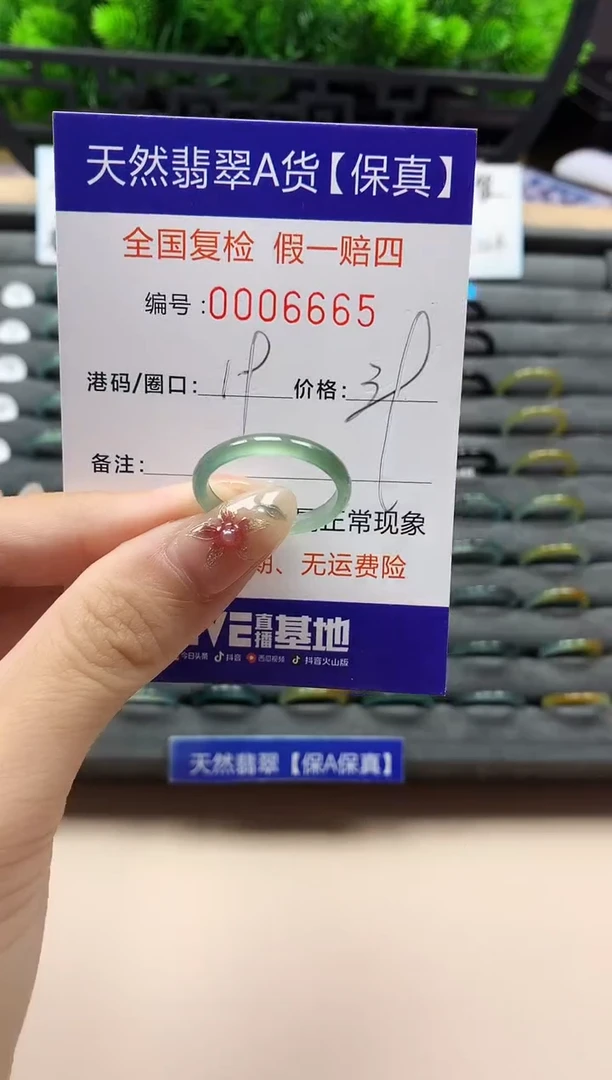 天然翡翠A货【保真】
全国复检 假一赔四
编号:0006665
港码/圈口: 价格:
备注:
正常现象
期、无运费险
VE直播基地
今日头条 抖音 西瓜视频 抖音火山版
天然翡翠【保A保真】